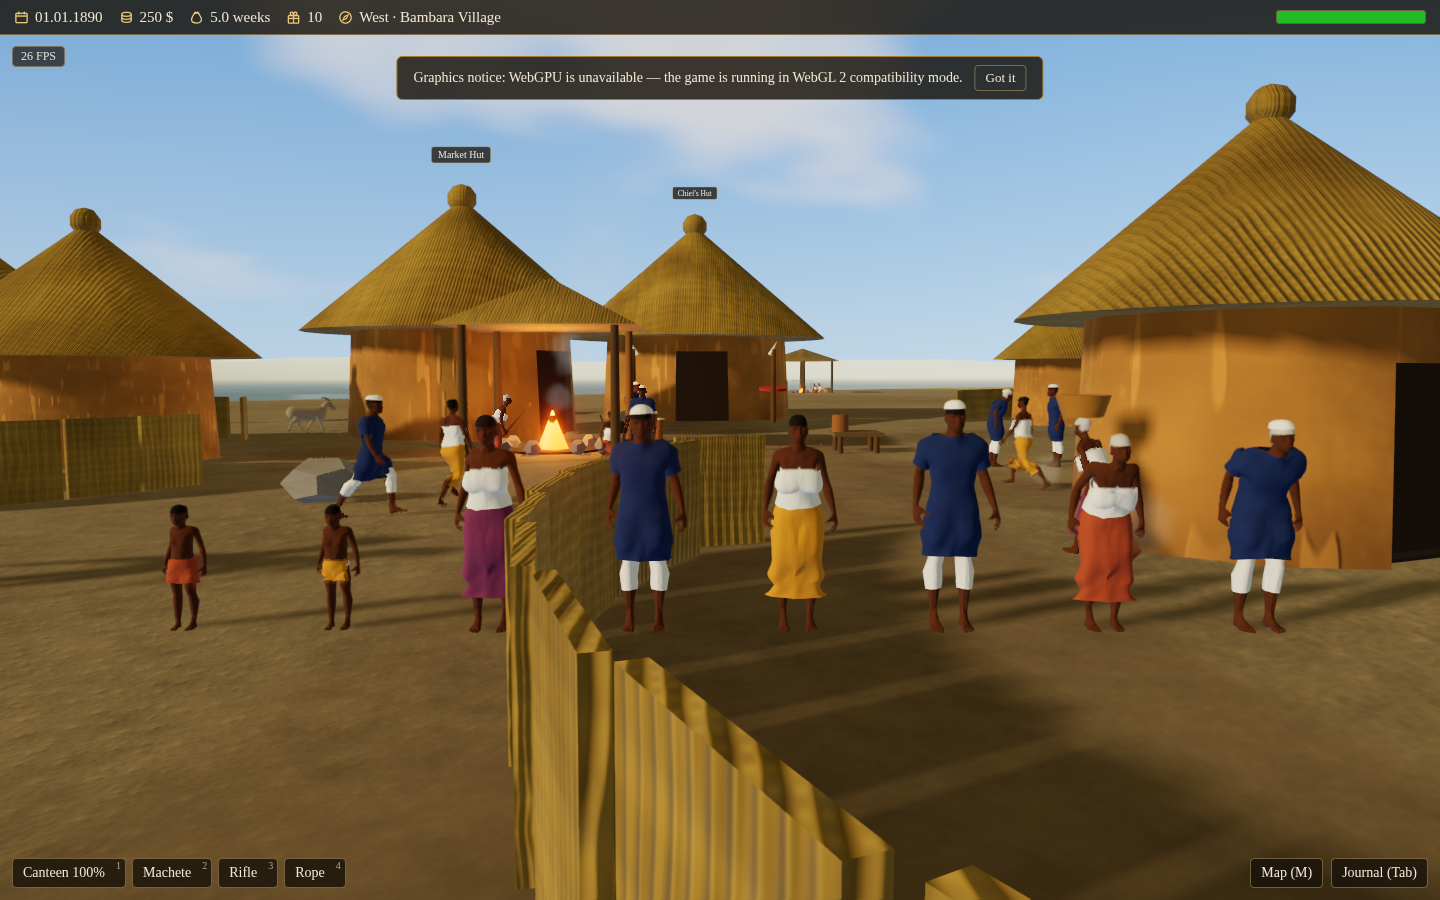 01.01.1890 250 $ 5.0 weeks 10 West · Bambara Village
26 FPS
Graphics notice: WebGPU is unavailable — the game is running in WebGL 2 compatibility mode. Got it
Market Hut
Chief's Hut
Canteen 100% 1 Machete 2 Rifle 3 Rope 4 Map (M) Journal (Tab)